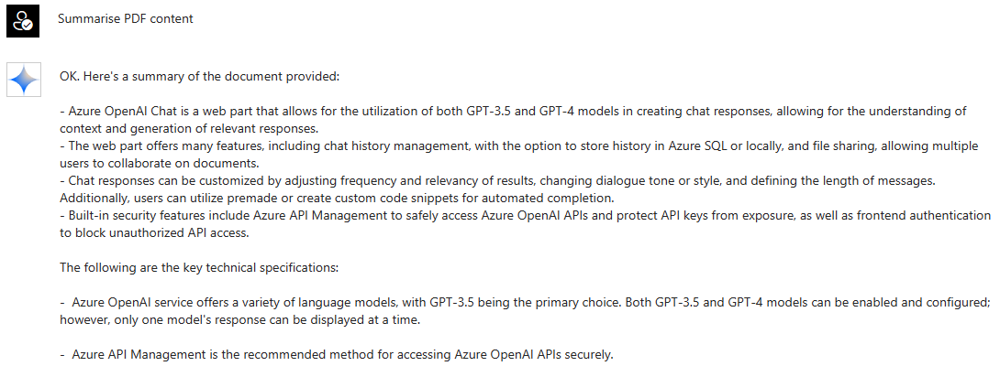 Summarise PDF content
OK. Here's a summary of the document provided:
- Azure OpenAI Chat is a web part that allows for the utilization of both GPT-3.5 and GPT-4 models in creating chat responses, allowing for the understanding of
context and generation of relevant responses.
- The web part offers many features, including chat history management, with the option to store history in Azure SQL or locally, and file sharing, allowing multiple
users to collaborate on documents.
- Chat responses can be customized by adjusting frequency and relevancy of results, changing dialogue tone or style, and defining the length of messages.
Additionally, users can utilize premade or create custom code snippets for automated completion.
- Built-in security features include Azure API Management to safely access Azure OpenAI APIs and protect API keys from exposure, as well as frontend authentication
to block unauthorized API access.
The following are the key technical specifications:
- Azure OpenAI service offers a variety of language models, with GPT-3.5 being the primary choice. Both GPT-3.5 and GPT-4 models can be enabled and configured;
however, only one model's response can be displayed at a time.
- Azure API Management is the recommended method for accessing Azure OpenAI APIs securely.